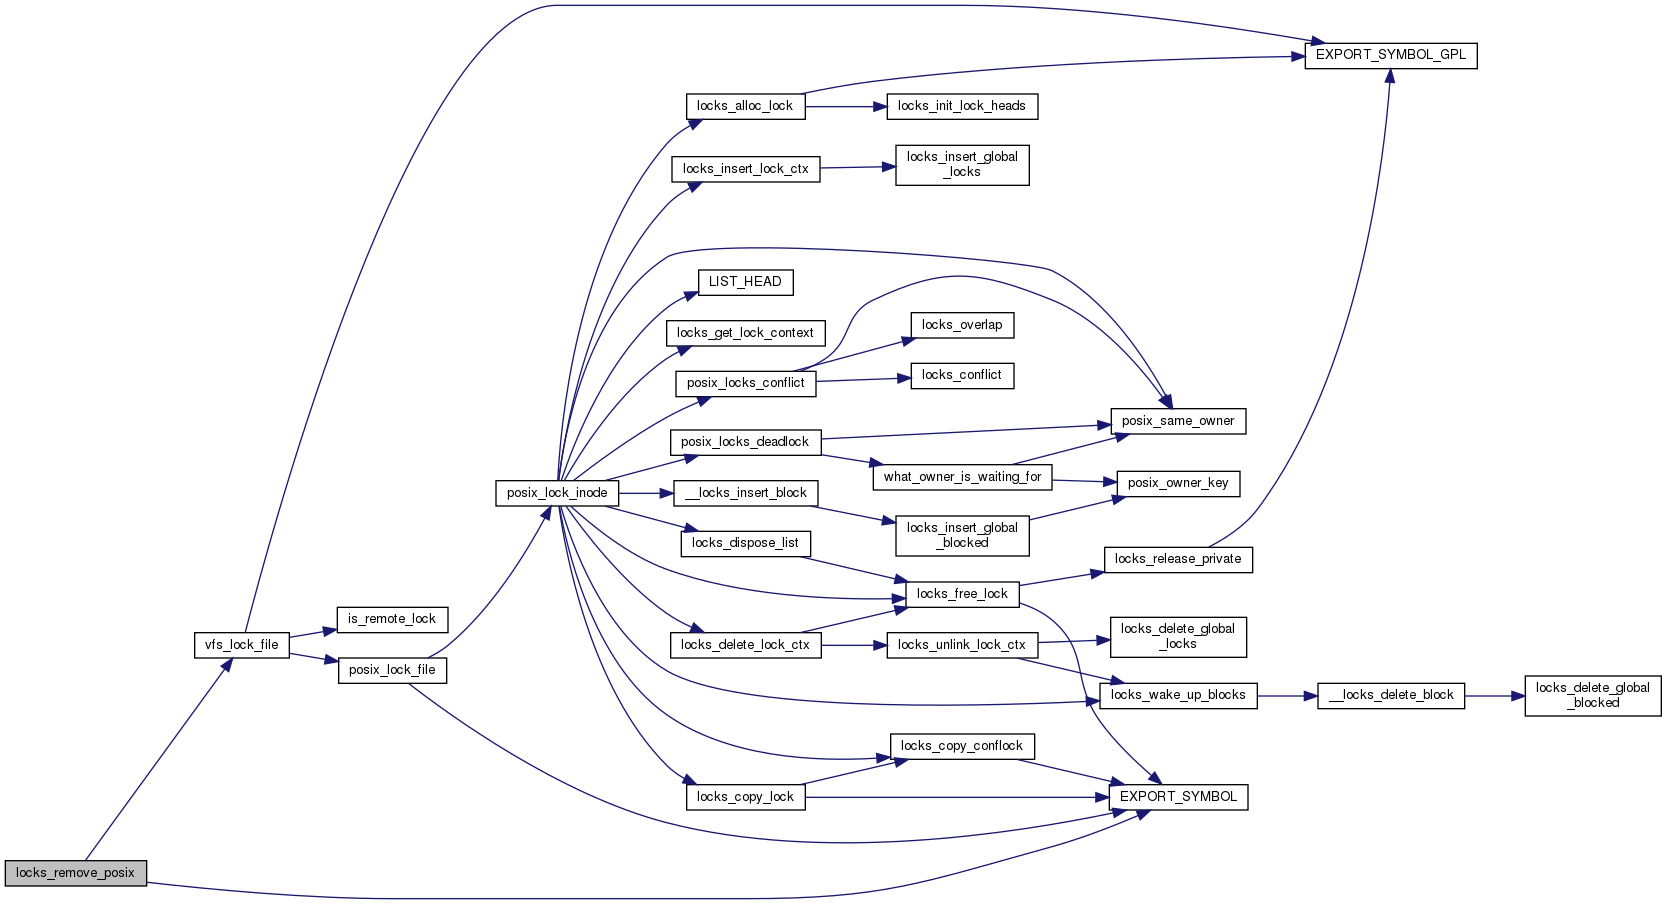 EXPORT_SYMBOL_GPL
locks_alloc_lock
locks_init_lock_heads
locks_insert_lock_ctx
locks_insert_global
_locks
LIST_HEAD
locks_get_lock_context
locks_overlap
posix_locks_conflict
locks_conflict
posix_same_owner
posix_locks_deadlock
what_owner_is_waiting_for
posix_owner_key
posix_lock_inode
__locks_insert_block
locks_insert_global
_blocked
locks_dispose_list
locks_release_private
locks_free_lock
is_remote_lock
vfs_lock_file
posix_lock_file
locks_delete_lock_ctx
locks_unlink_lock_ctx
locks_delete_global
_locks
locks_wake_up_blocks
__locks_delete_block
locks_delete_global
_blocked
locks_copy_conflock
locks_copy_lock
EXPORT_SYMBOL
locks_remove_posix